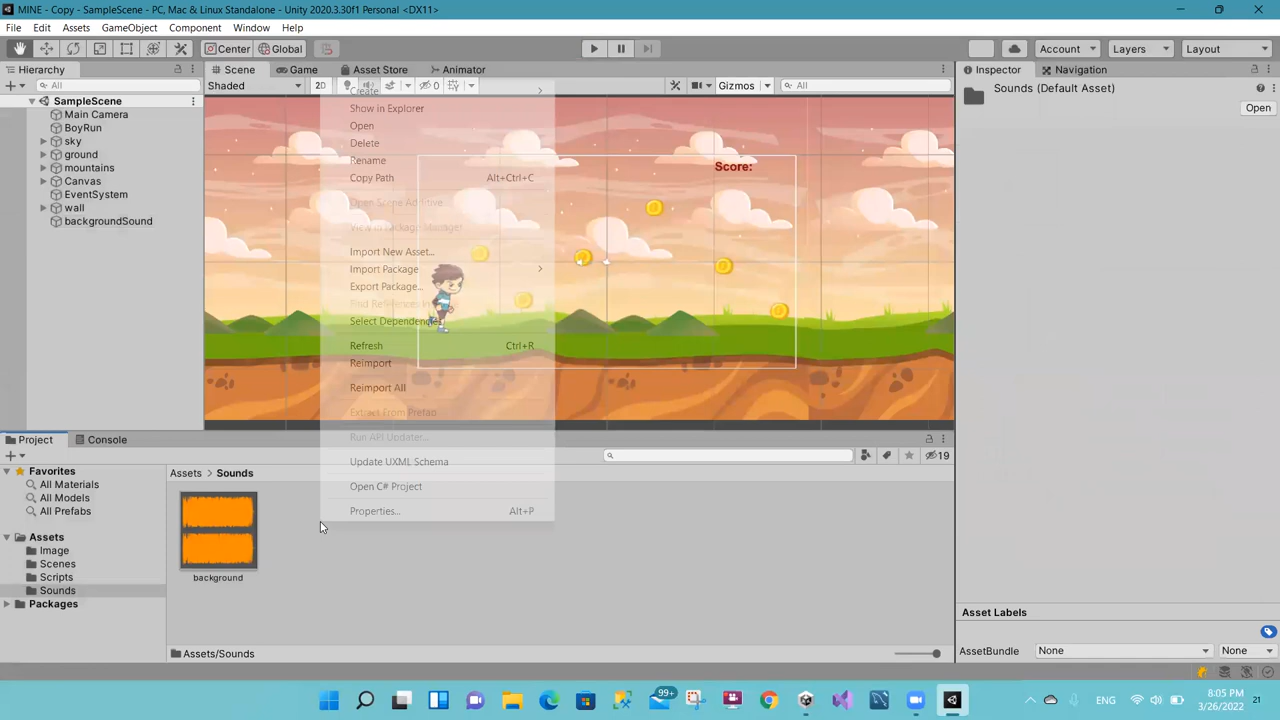 MINE - Copy - SampleScene - PC, Mac & Linux Standalone - Unity 2020.3.30f1 Personal <DX11>
File Edit Assets GameObject Component Window Help
Center Global Account Layers Layout
Hierarchy Scene Game Asset Store Animator Inspector Navigation
All Shaded 2D 0 Gizmos All
Create
Sounds (Default Asset)
Open
SampleScene
Main Camera
BoyRun
sky
ground
mountains
Canvas
EventSystem
wall
backgroundSound
Show in Explorer
Open
Delete
Rename
Copy Path Alt+Ctrl+C
Open Scene Additive
View in Package Manager
Import New Asset...
Import Package
Export Package...
Find References In
Select Dependencies
Refresh Ctrl+R
Reimport
Reimport All
Extract From Prefab
Run API Updater...
Update UXML Schema
Open C# Project
Properties... Alt+P
Score:
Project Console
19
Favorites
All Materials
All Models
All Prefabs
Assets
Image
Scenes
Scripts
Sounds
Packages
Assets > Sounds
background
Assets/Sounds
Asset Labels
AssetBundle None None
99+
ENG
8:05 PM
3/26/2022
21